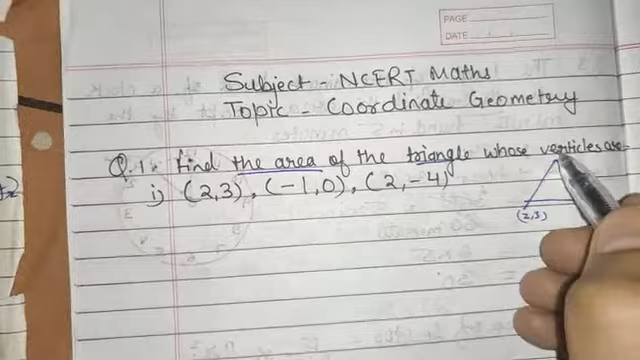 PAGE
DATE
Subject - NCERT Maths
Topic - Coordinate Geometry
Q.1. Find the area of the triangle whose verticles are-
i) (2,3), (-1,0), (2,-4)
(2,3)